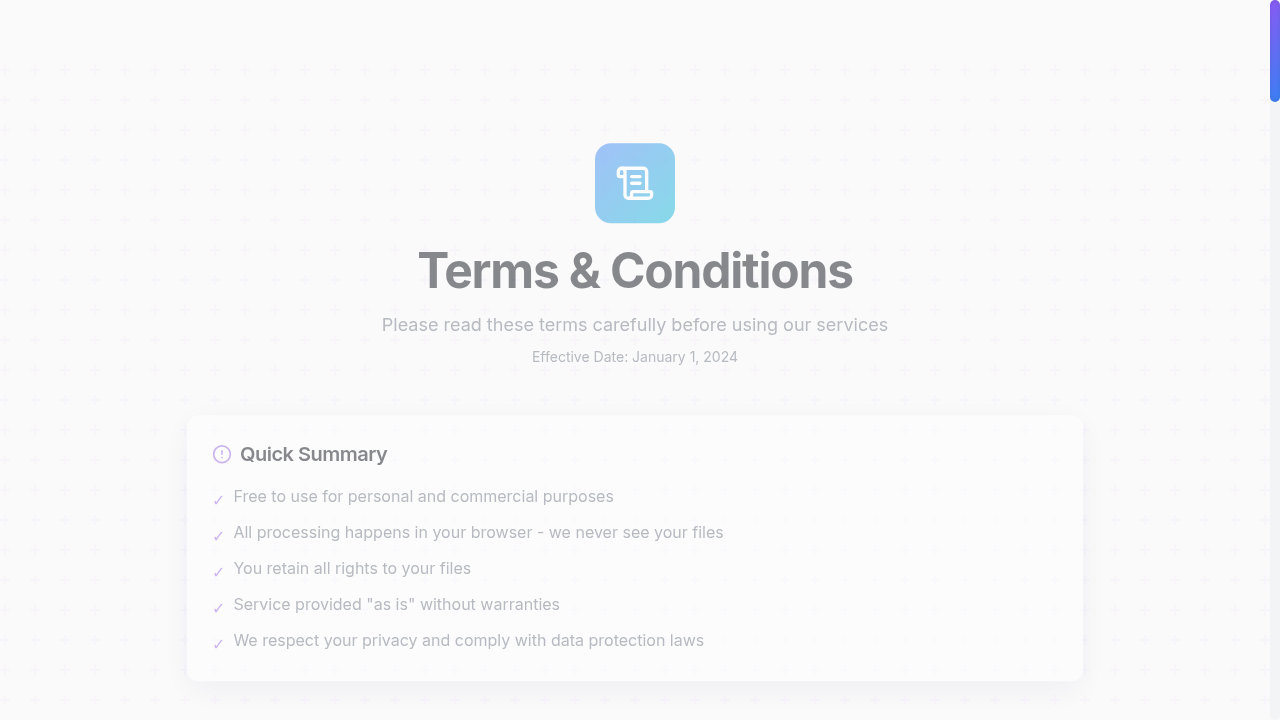 Terms & Conditions
Please read these terms carefully before using our services
Effective Date: January 1, 2024
Quick Summary
✓ Free to use for personal and commercial purposes
✓ All processing happens in your browser - we never see your files
✓ You retain all rights to your files
✓ Service provided "as is" without warranties
✓ We respect your privacy and comply with data protection laws